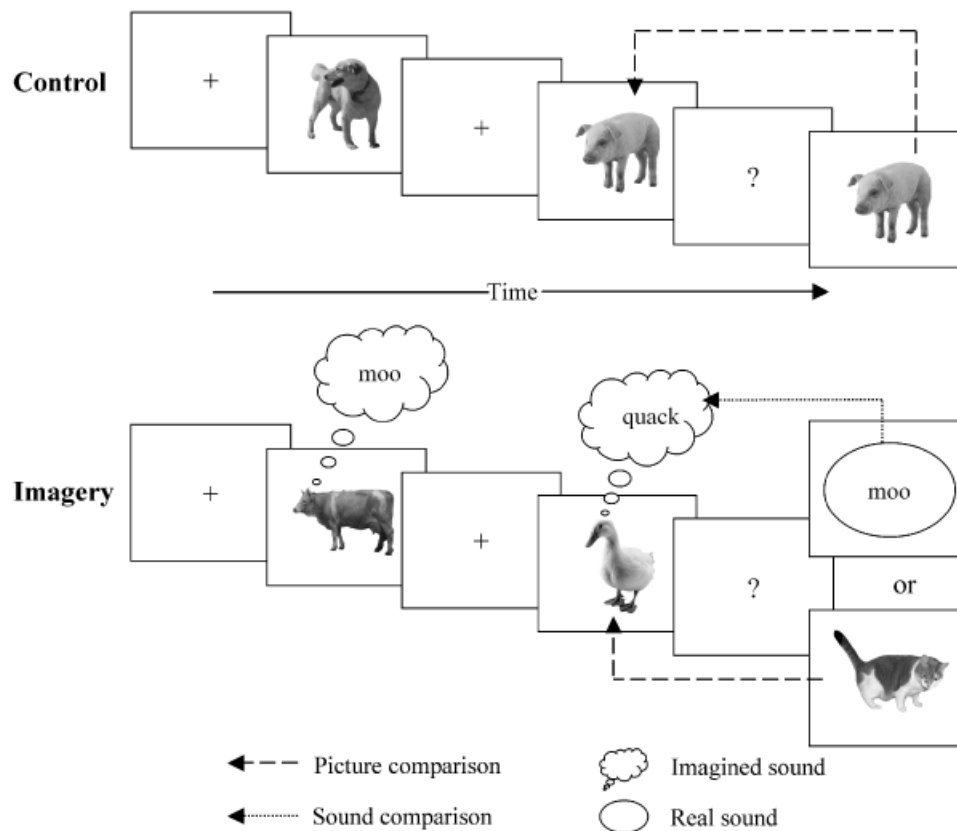 Control
+
+
?
Time
moo
quack
Imagery
+
+
?
moo
or
Picture comparison
Imagined sound
Sound comparison
Real sound